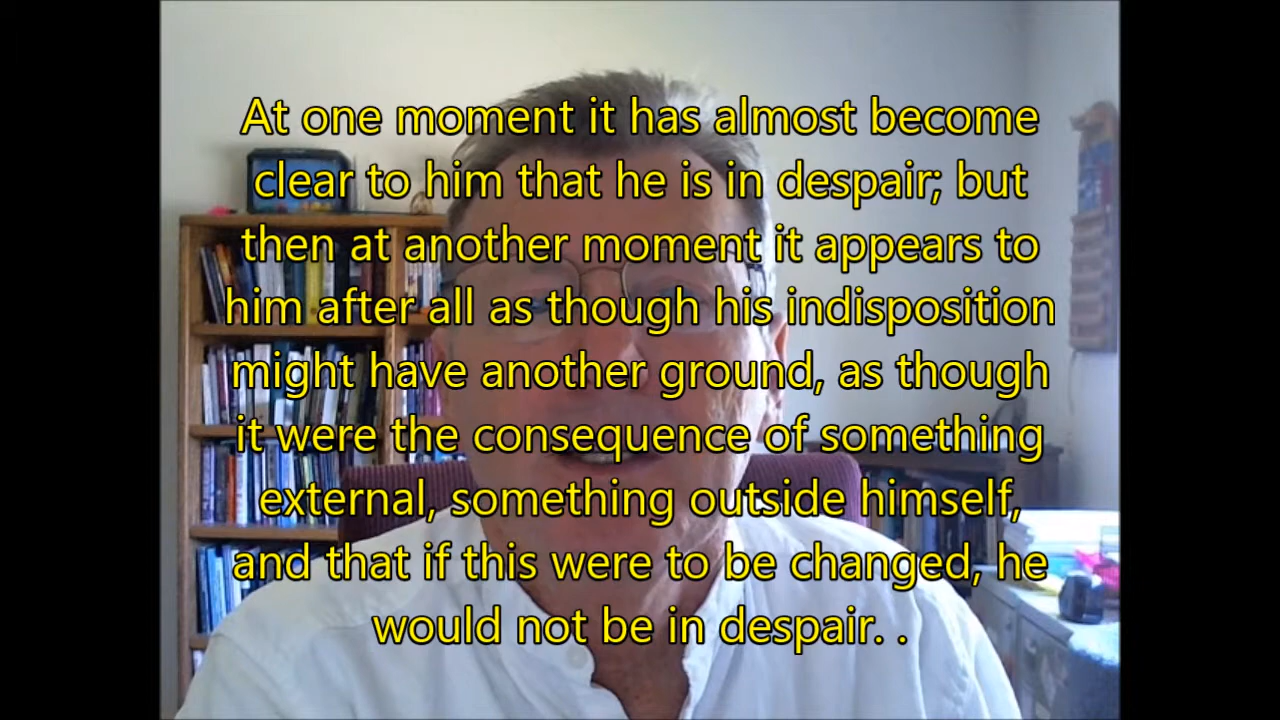 At one moment it has almost become
clear to him that he is in despair; but
then at another moment it appears to
him after all as though his indisposition
might have another ground, as though
it were the consequence of something
external, something outside himself,
and that if this were to be changed, he
would not be in despair. .